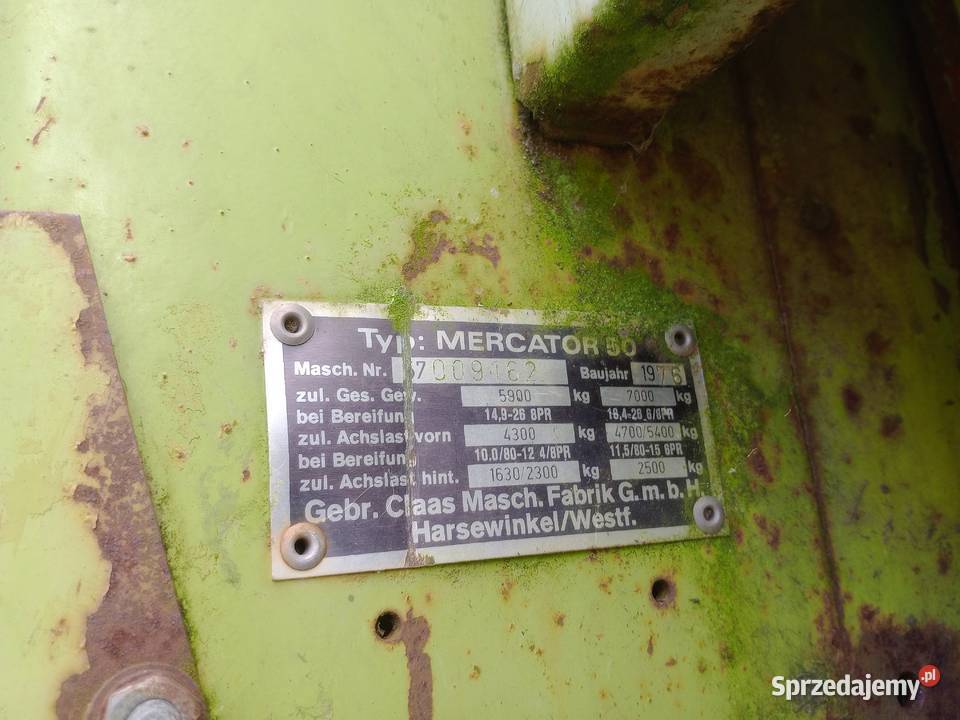 Typ: MERCATOR 50
Masch. Nr. Baujahr 1976
zul. Ges. Gew. 5900 kg 7000 kg
bei Bereifung 14,9-26 8PR 18,4-26 6/8PR
zul. Achslast vorn 4300 kg 4700/5400 kg
bei Bereifung 10.0/80-12 4/8PR 11,5/80-15 6PR
zul. Achslast hint. 1630/2300 kg 2500 kg
Gebr. Claas Masch. Fabrik G.m.b.H.
Harsewinkel/Westf.
Sprzedajemy.pl